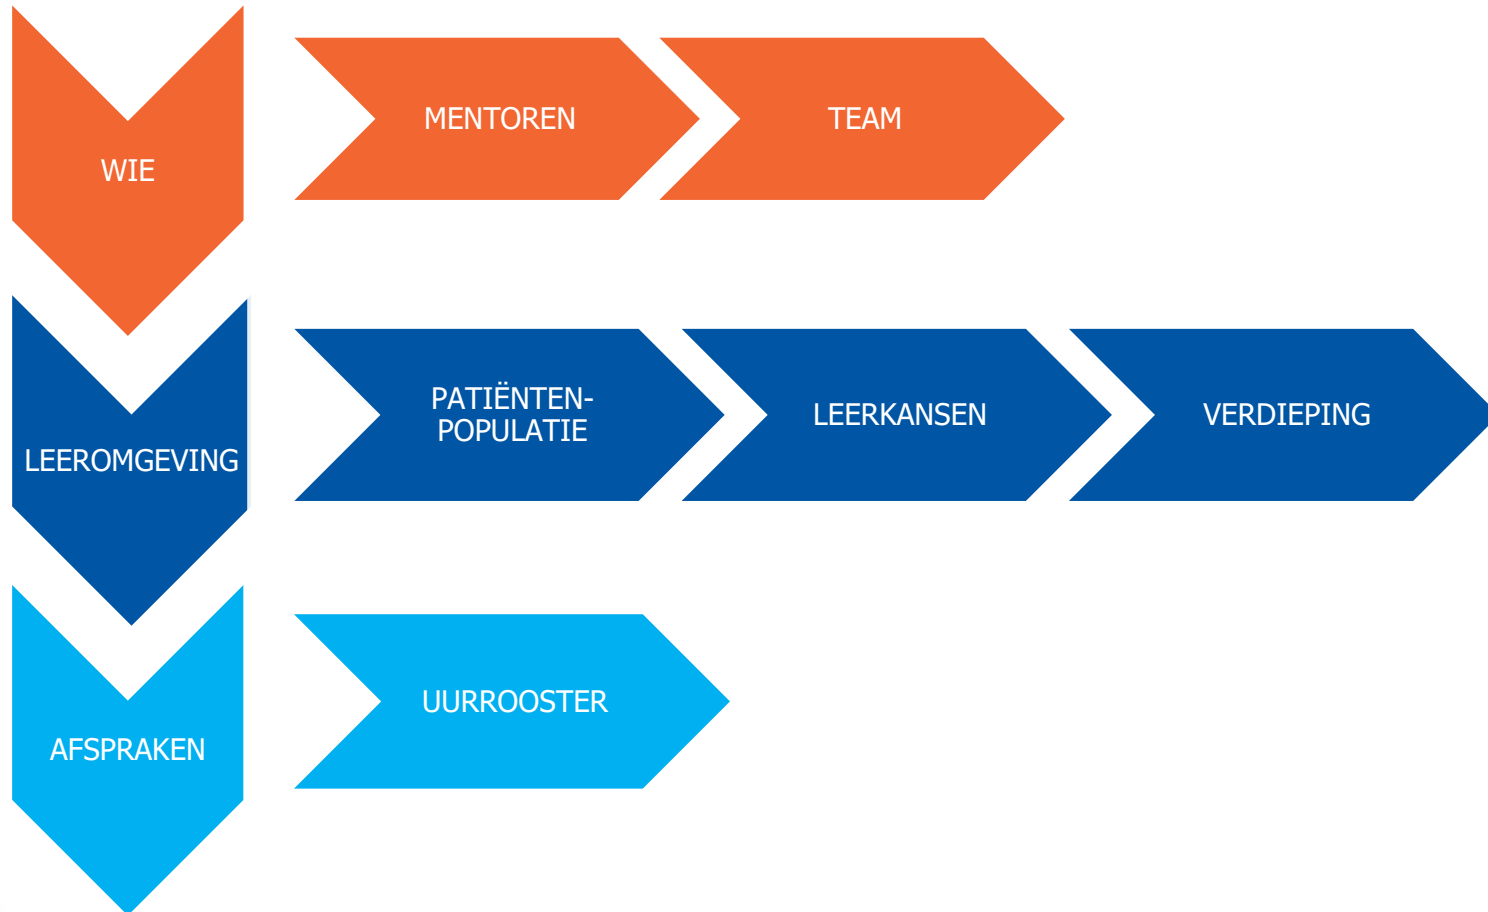 WIE
MENTOREN
TEAM
LEEROMGEVING
PATIËNTEN-
POPULATIE
LEERKANSEN
VERDIEPING
AFSPRAKEN
UURROOSTER